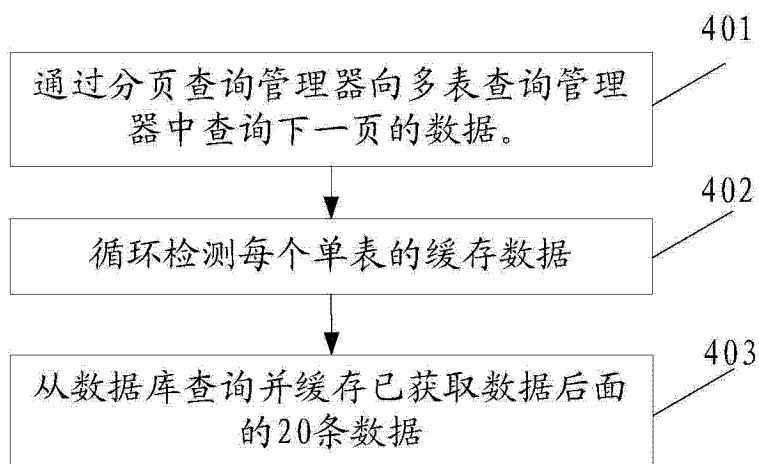 401
通过分页查询管理器向多表查询管理
器中查询下一页的数据。
402
循环检测每个单表的缓存数据
403
从数据库查询并缓存已获取数据后面
的20条数据